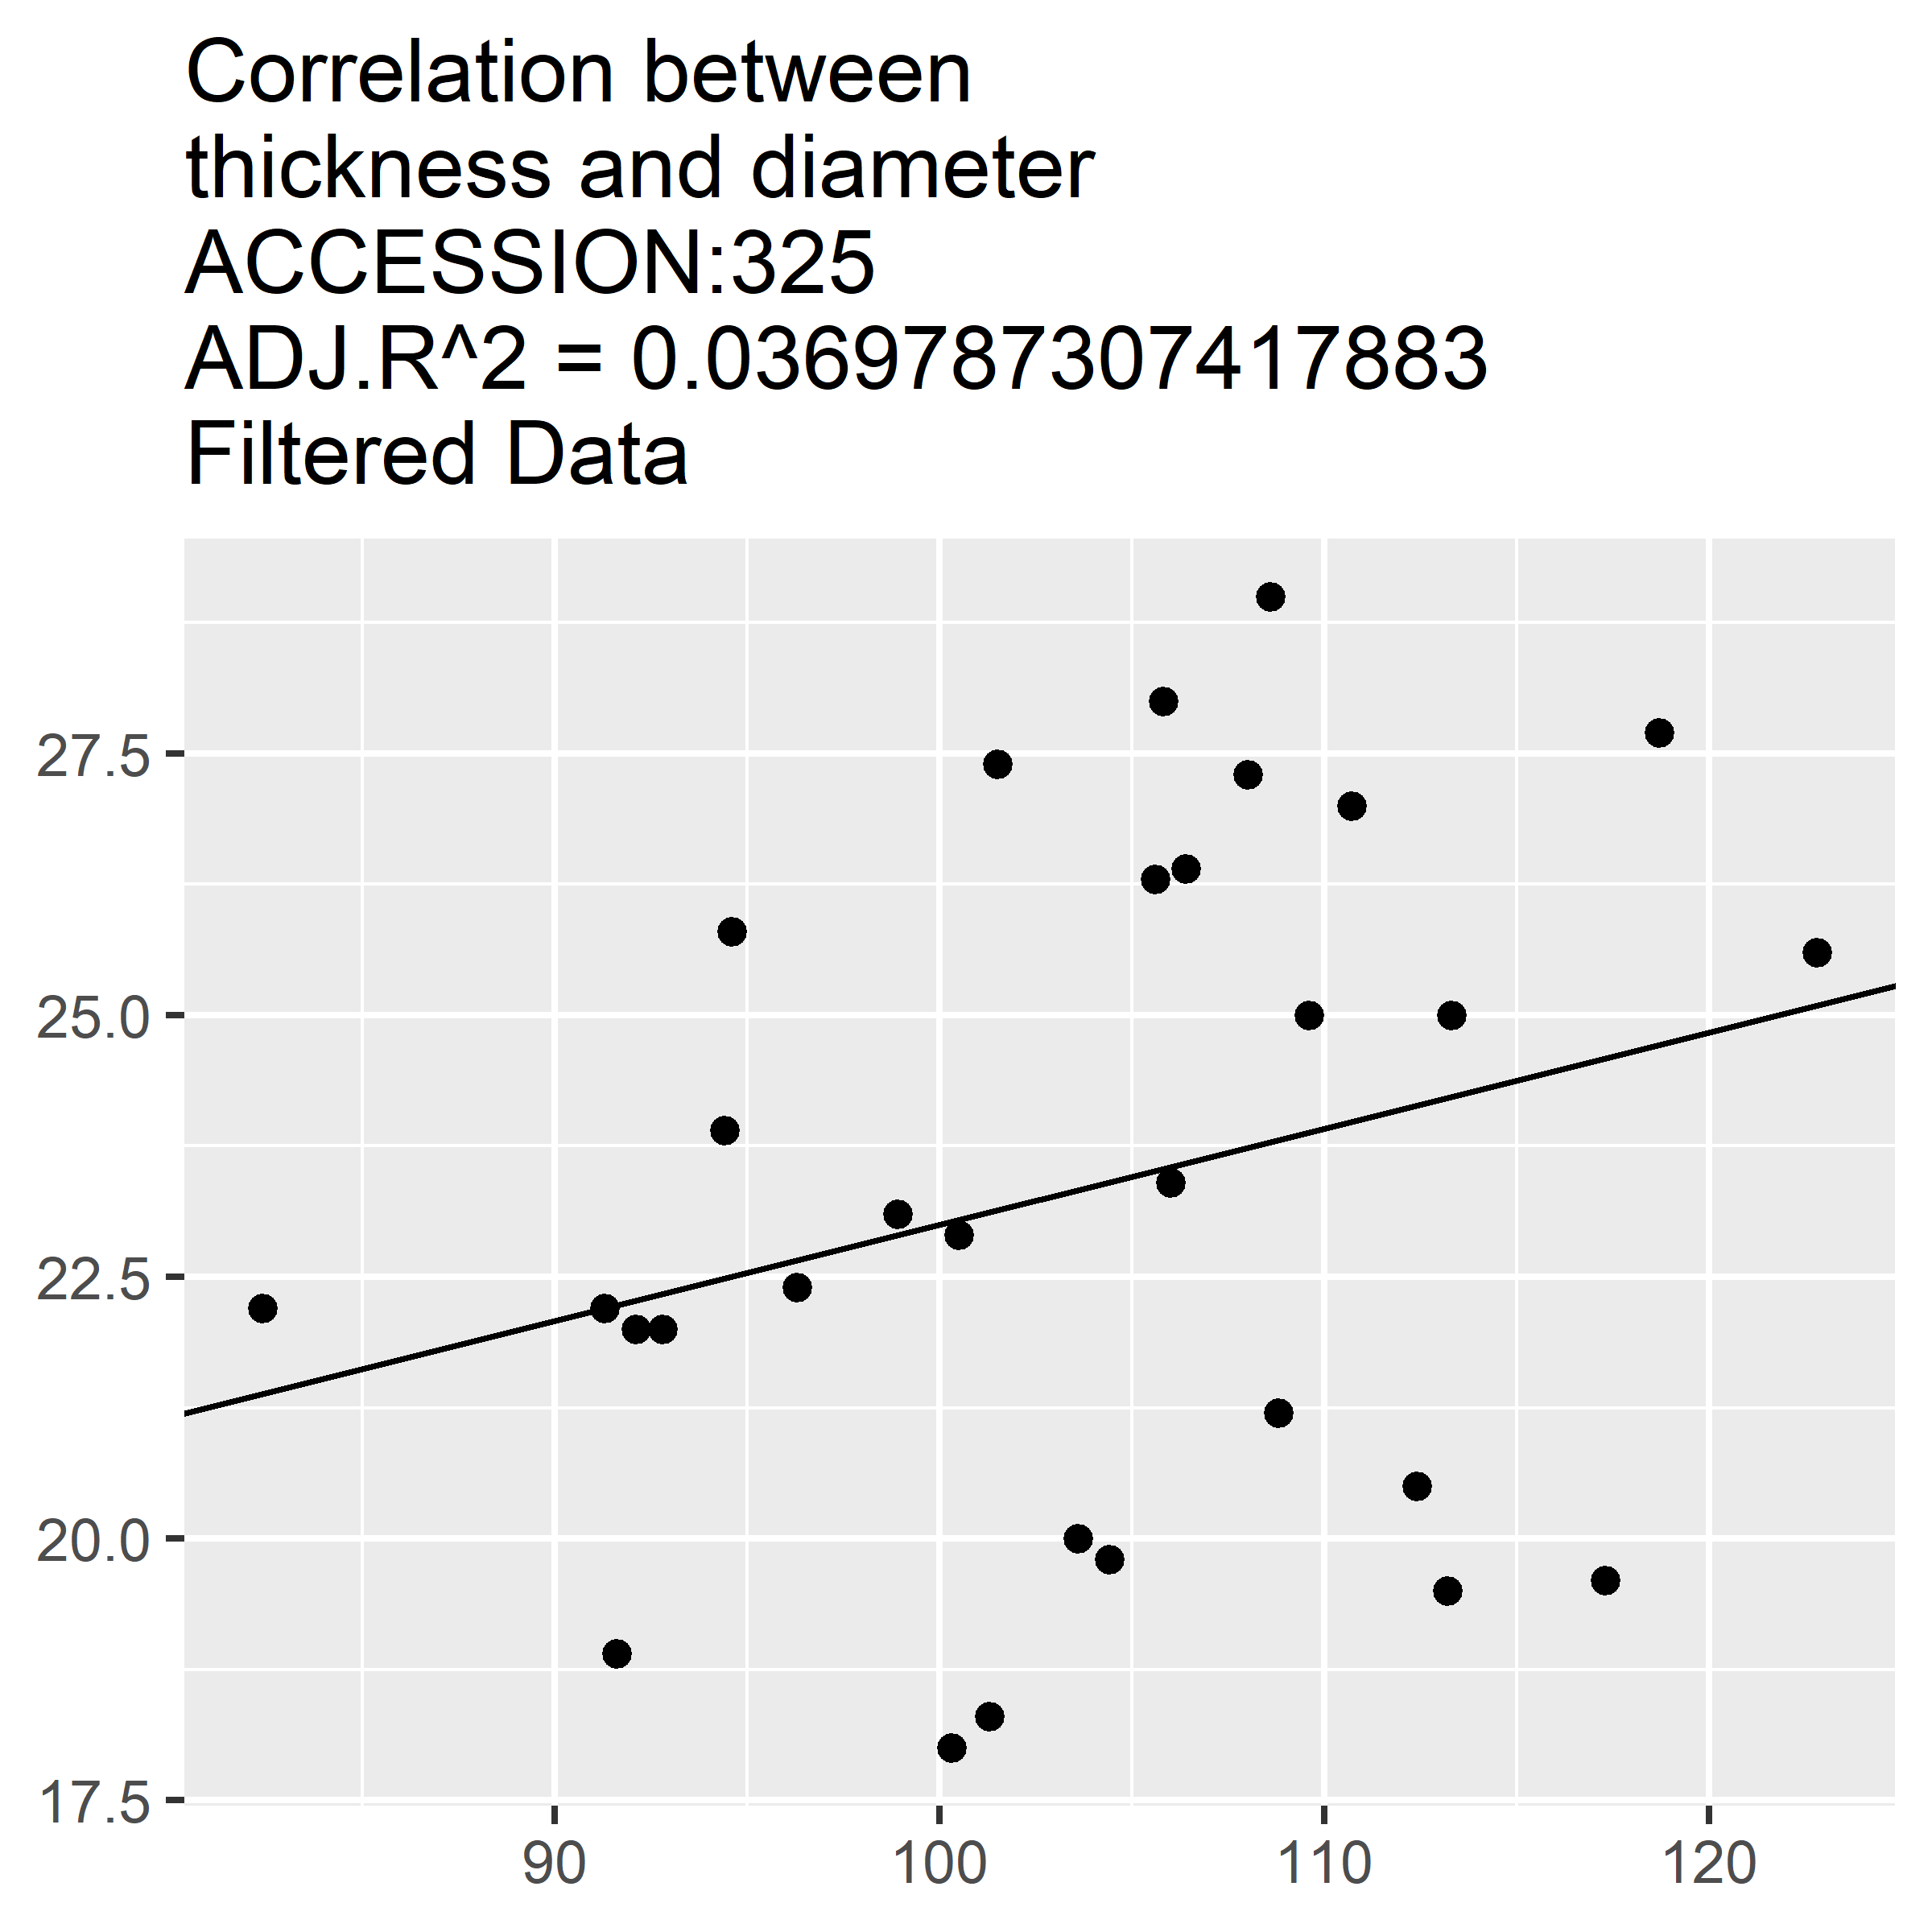 Correlation between
thickness and diameter
ACCESSION:325
ADJ.R^2 = 0.0369787307417883
Filtered Data
27.5
25.0
22.5
20.0
17.5
90 100 110 120